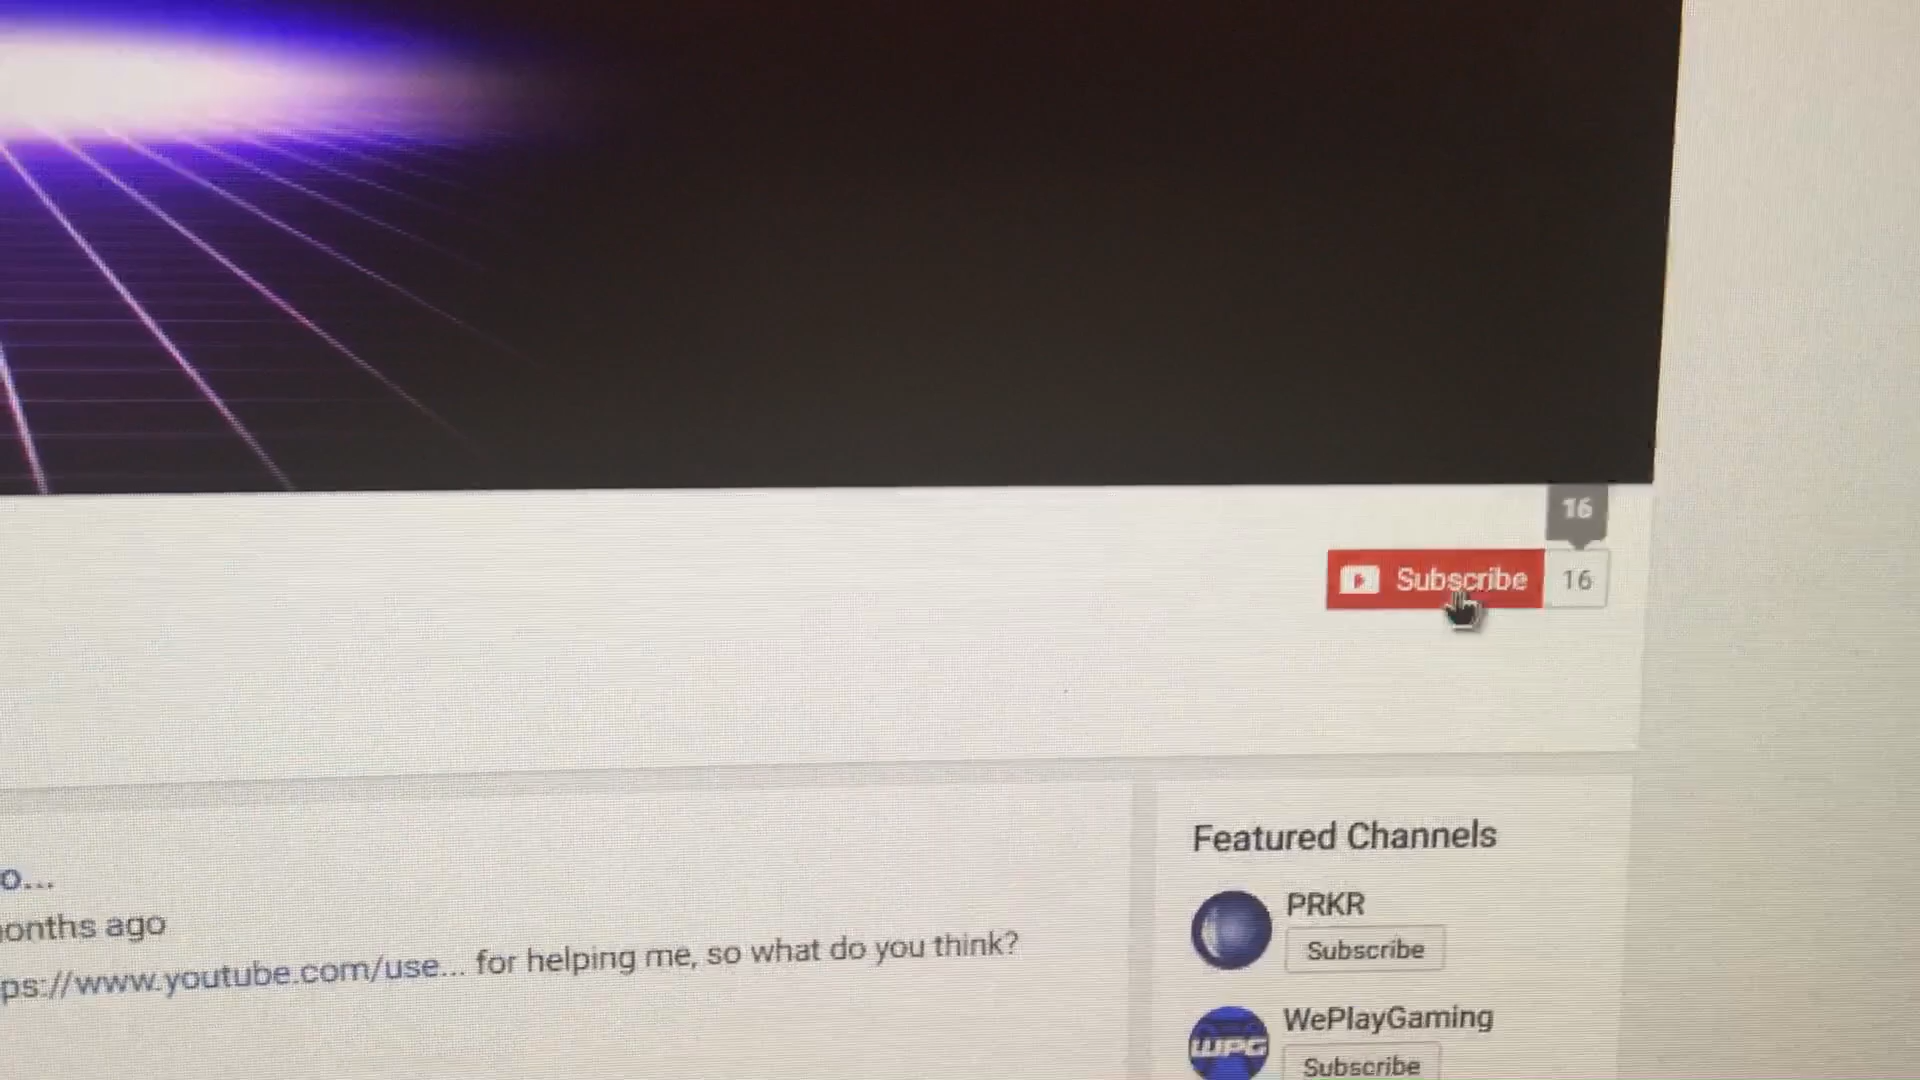 16
Subscribe 16
Featured Channels
o...
onths ago
ps://www.youtube.com/use... for helping me, so what do you think?
PRKR
Subscribe
WePlayGaming
WPG
Subscribe